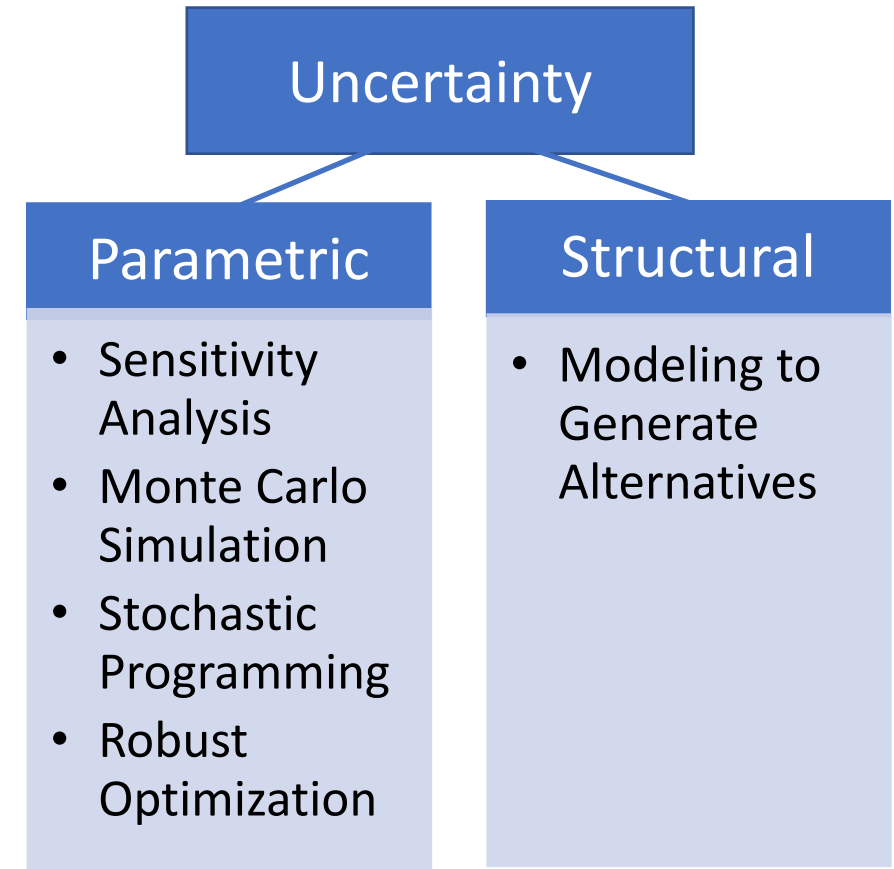 Uncertainty
Parametric
• Sensitivity
Analysis
• Monte Carlo
Simulation
• Stochastic
Programming
• Robust
Optimization
Structural
• Modeling to
Generate
Alternatives